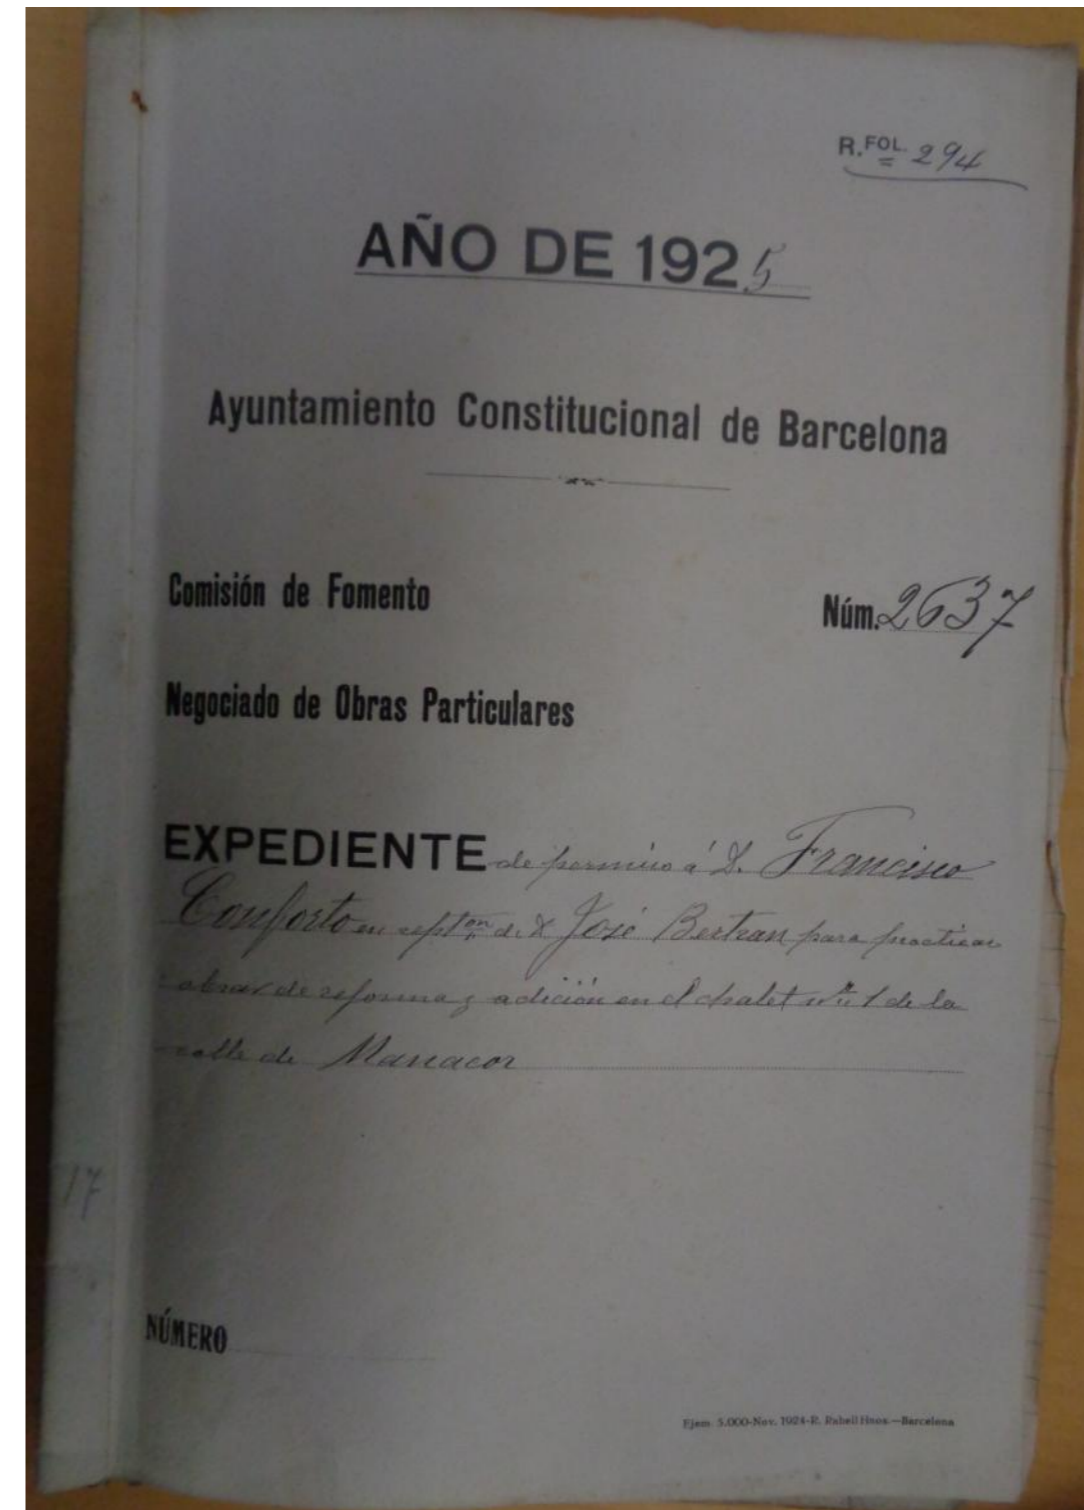 R. FOL. 294
AÑO DE 1925
Ayuntamiento Constitucional de Barcelona
Comisión de Fomento
Núm. 2637
Negociado de Obras Particulares
EXPEDIENTE de permiso á D. Francisco
Conforto en reptón. de D. José Bertran para practicar
obras de reforma y adición en el chalet nº 1 de la
calle de Manacor
17
NÚMERO
Ejem. 5.000-Nov. 1924-R. Rabell Hnos.—Barcelona